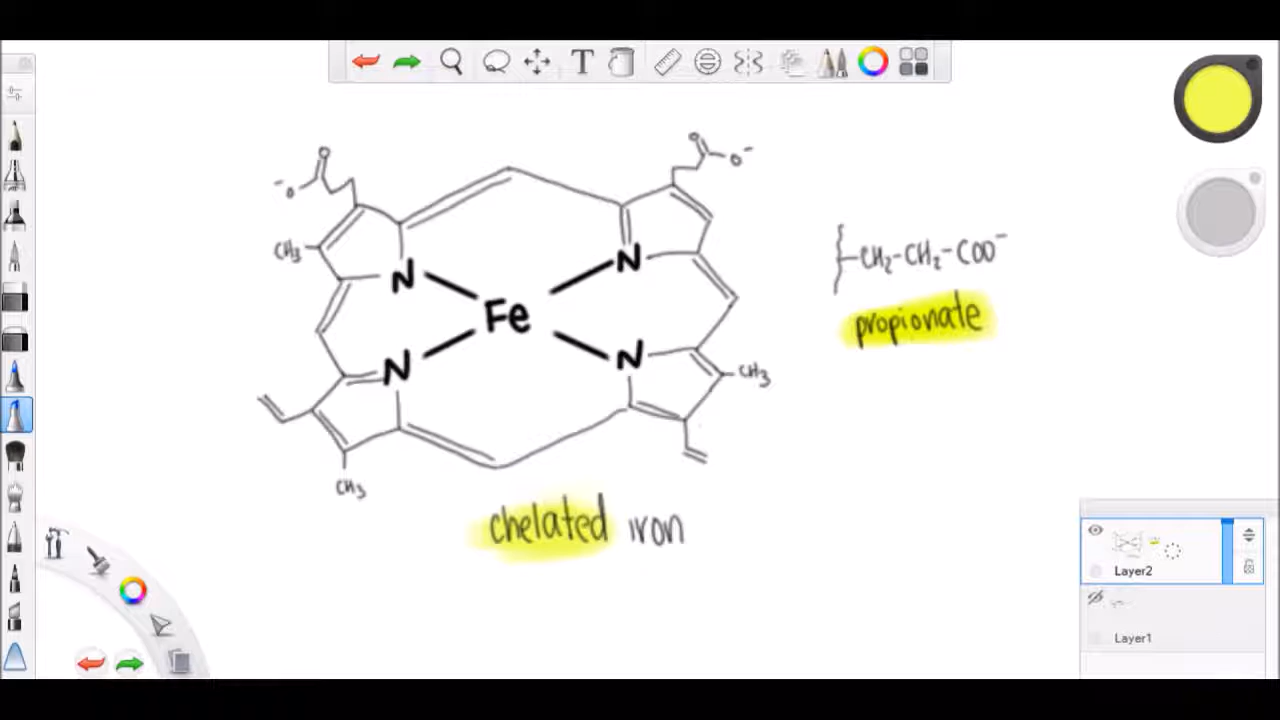 O
O
⁻O
O⁻
CH₃
N
N
Fe
CH₂-CH₂-COO⁻
propionate
N
N
CH₃
CH₃
chelated iron
T
Layer2
Layer1